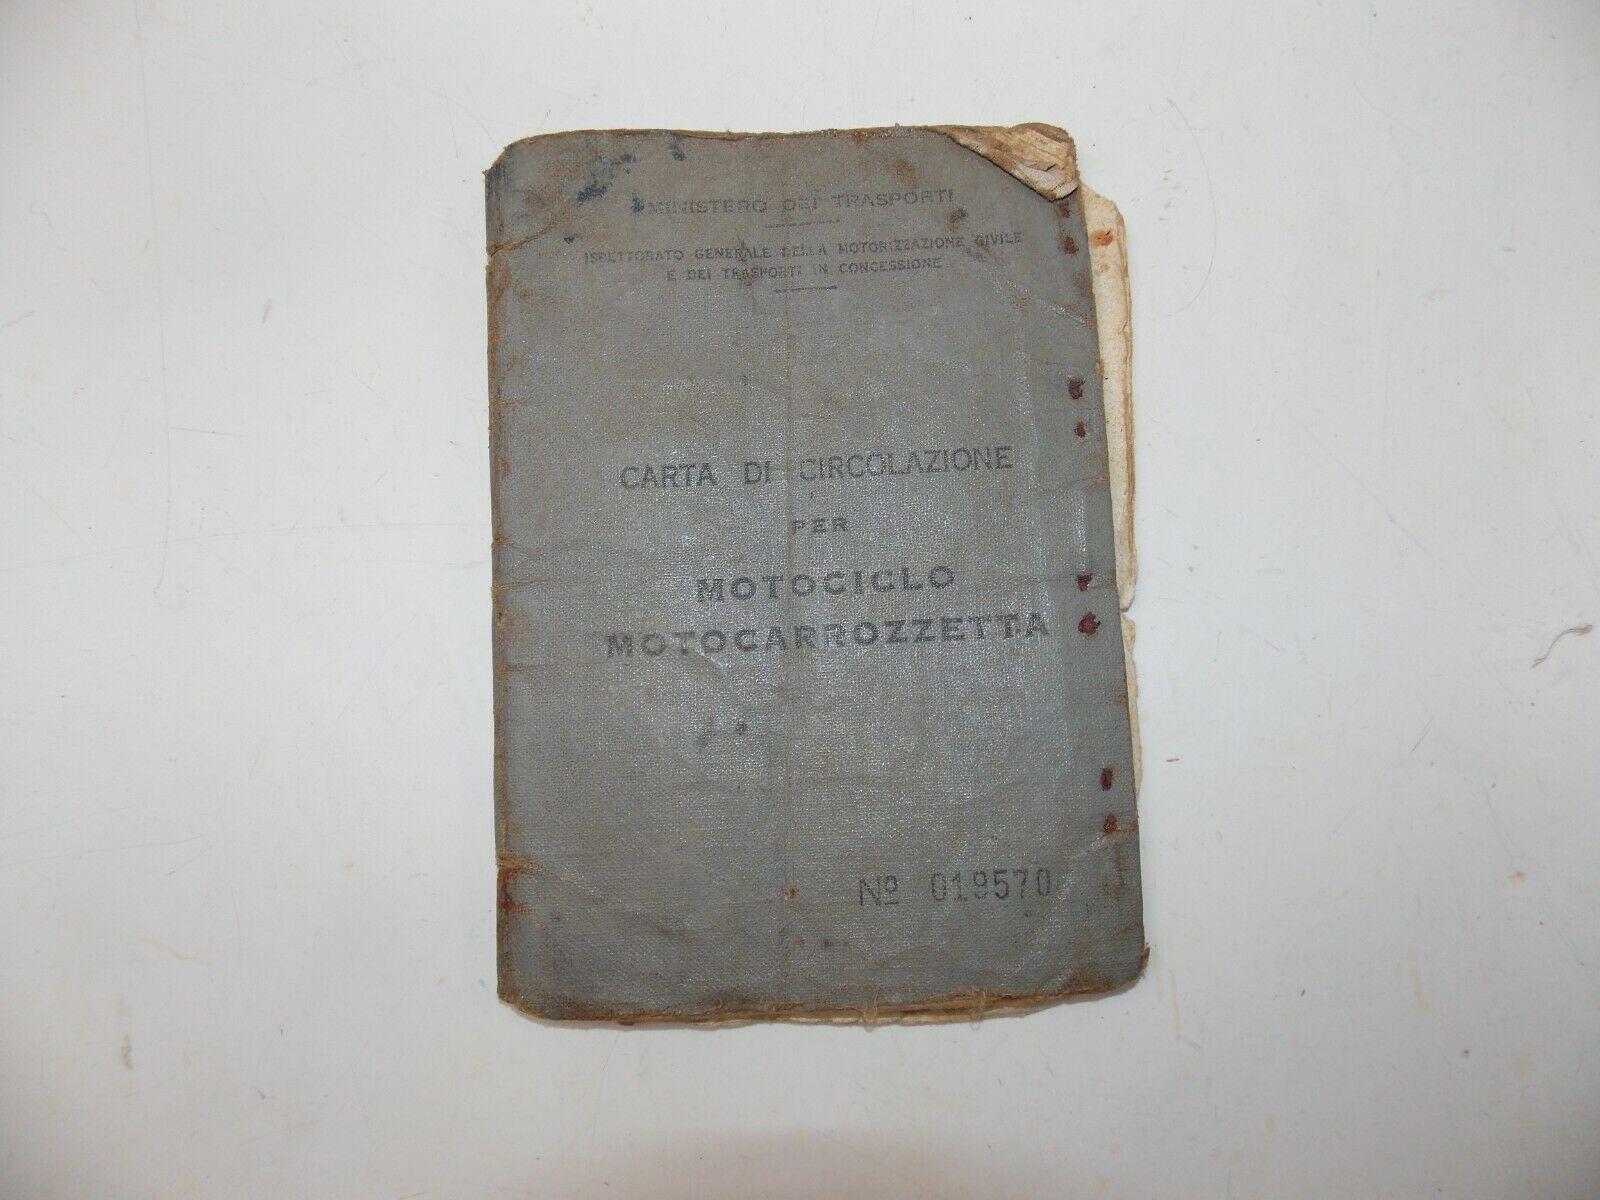 MINISTERO DEI TRASPORTI
ISPETTORATO GENERALE DELLA MOTORIZZAZIONE CIVILE
E DEI TRASPORTI IN CONCESSIONE
CARTA DI CIRCOLAZIONE
PER
MOTOCICLO
MOTOCARROZZETTA
Nº 019570